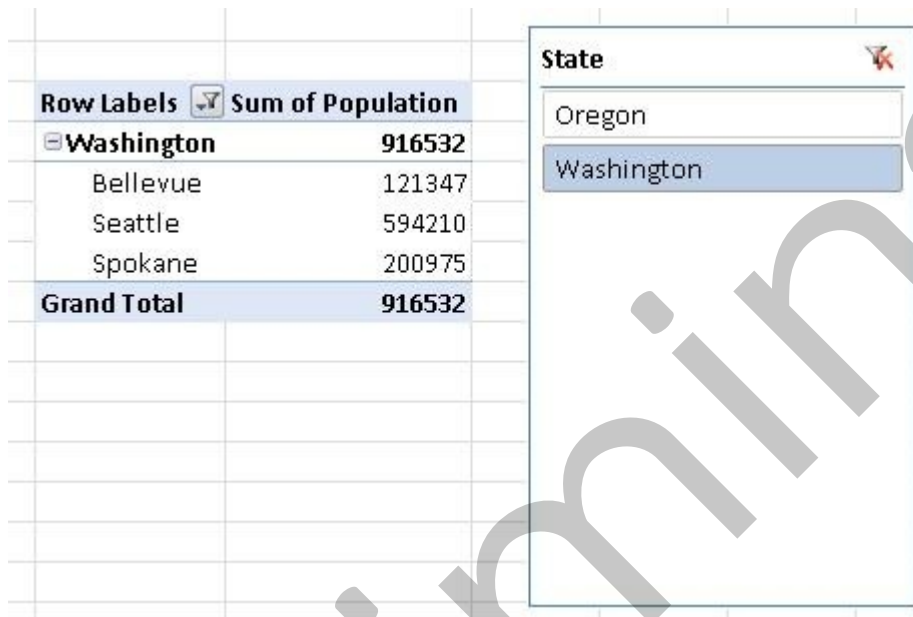 Row Labels Sum of Population
Washington 916532
Bellevue 121347
Seattle 594210
Spokane 200975
Grand Total 916532
State
Oregon
Washington